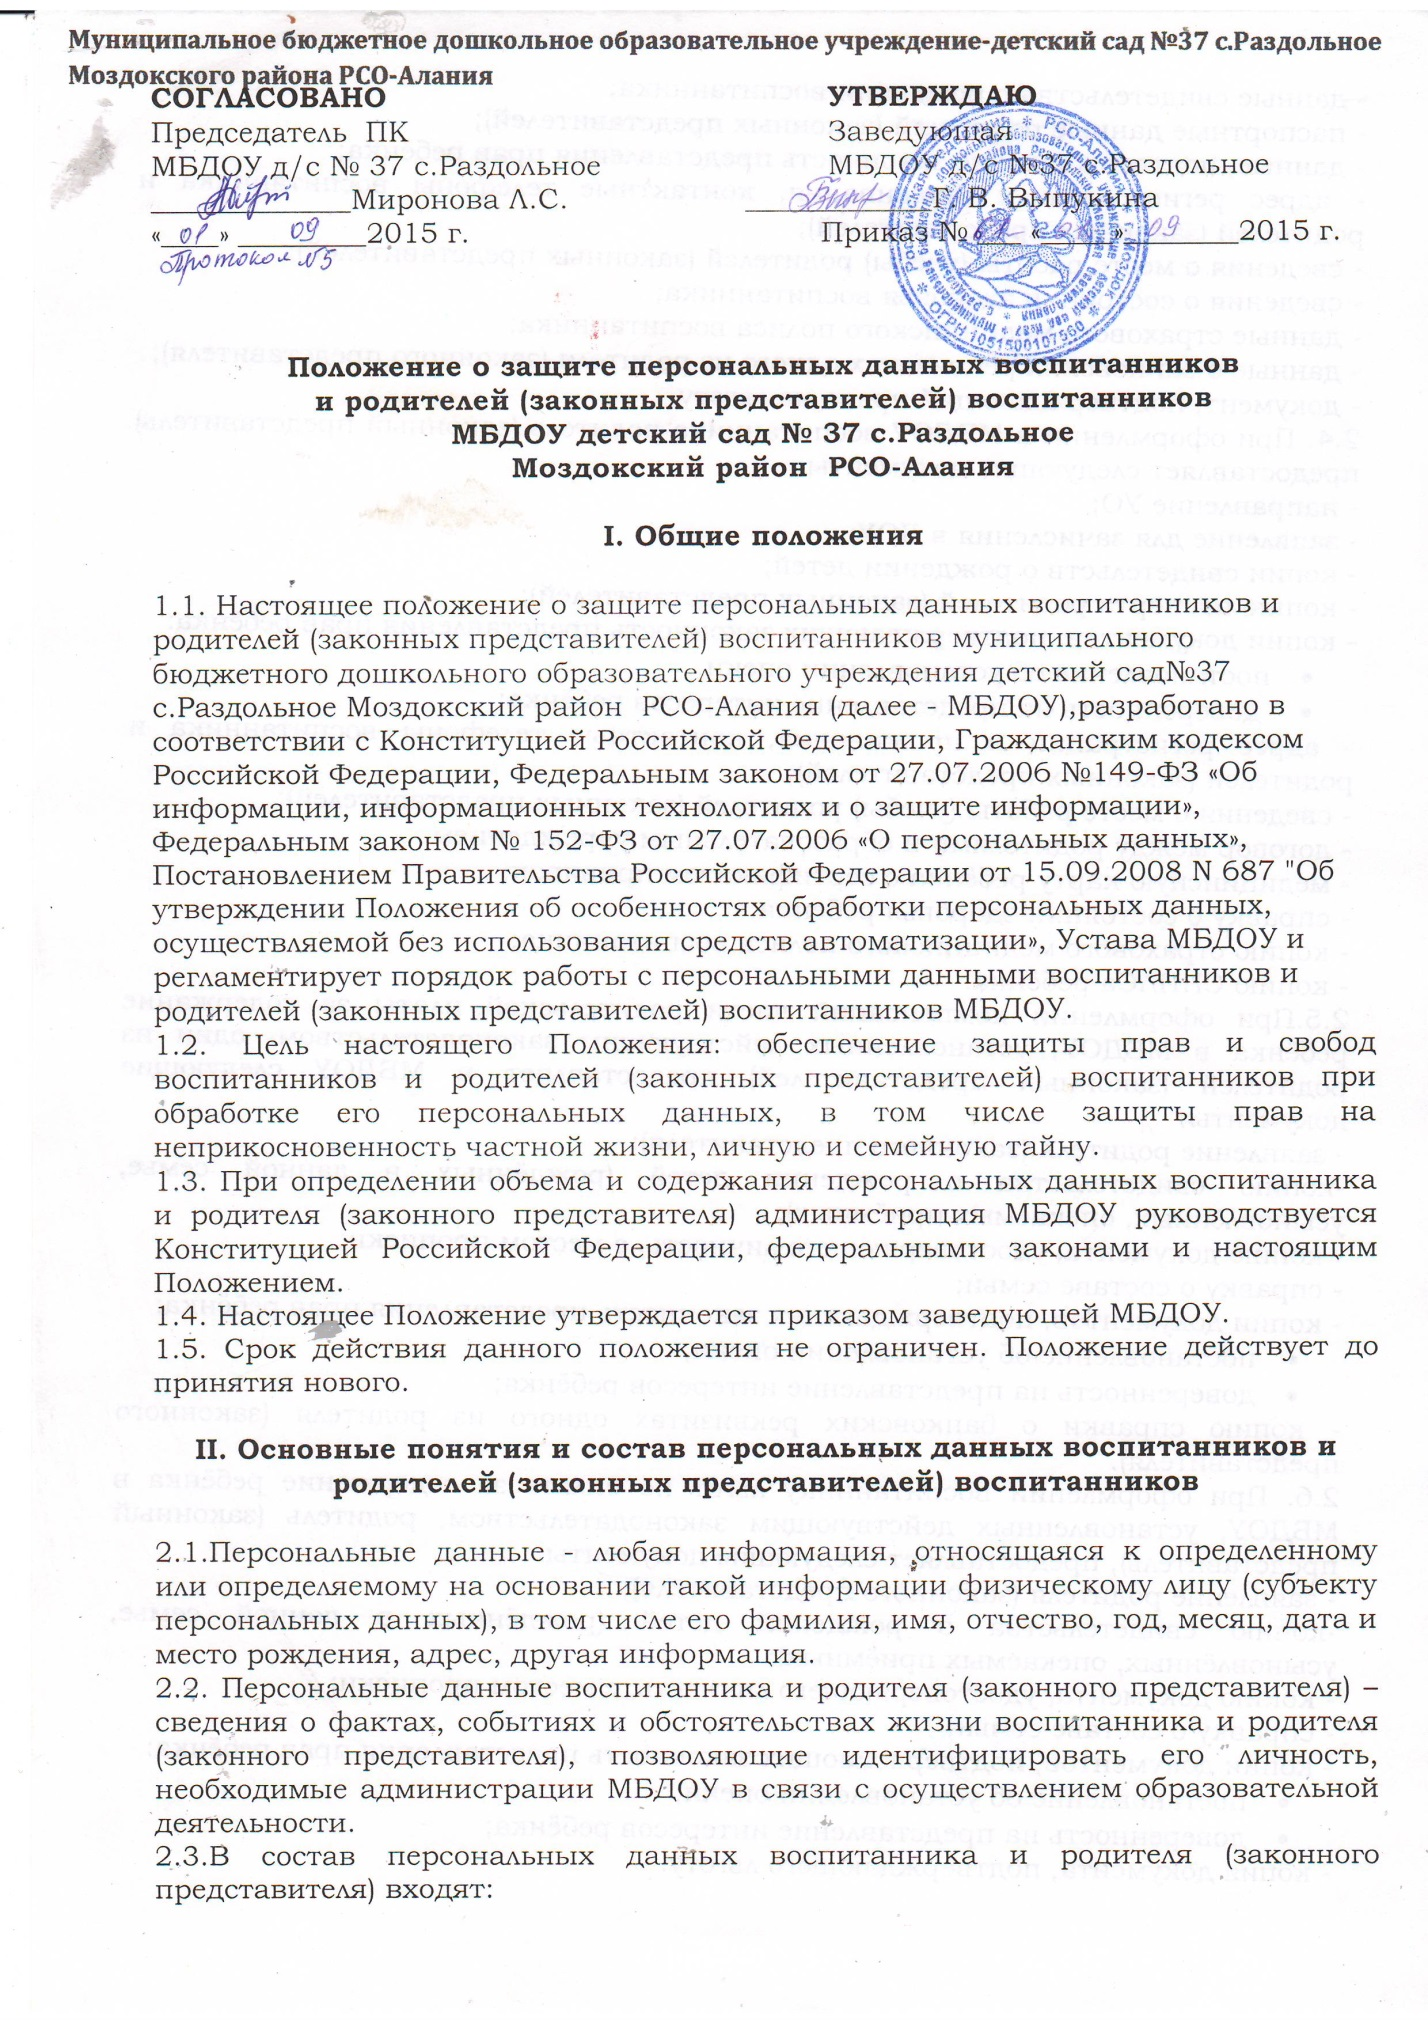 Муниципальное бюджетное дошкольное образовательное учреждение-детский сад №37 с.Раздольное
Моздокского района РСО-Алания
СОГЛАСОВАНО УТВЕРЖДАЮ
Председатель ПК Заведующая
МБДОУ д/с № 37 с.Раздольное МБДОУ д/с №37 с.Раздольное
______________Миронова Л.С. _____________Г.В. Выпукина
«01» 09 2015 г. Приказ № «  » 09 2015 г.
Протокол №5
ОГРН 1051500107560
Положение о защите персональных данных воспитанников
и родителей (законных представителей) воспитанников
МБДОУ детский сад № 37 с.Раздольное
Моздокский район РСО-Алания
I. Общие положения
1.1. Настоящее положение о защите персональных данных воспитанников и
родителей (законных представителей) воспитанников муниципального
бюджетного дошкольного образовательного учреждения детский сад№37
с.Раздольное Моздокский район РСО-Алания (далее - МБДОУ),разработано в
соответствии с Конституцией Российской Федерации, Гражданским кодексом
Российской Федерации, Федеральным законом от 27.07.2006 №149-ФЗ «Об
информации, информационных технологиях и о защите информации»,
Федеральным законом № 152-ФЗ от 27.07.2006 «О персональных данных»,
Постановлением Правительства Российской Федерации от 15.09.2008 N 687 "Об
утверждении Положения об особенностях обработки персональных данных,
осуществляемой без использования средств автоматизации», Устава МБДОУ и
регламентирует порядок работы с персональными данными воспитанников и
родителей (законных представителей) воспитанников МБДОУ.
1.2. Цель настоящего Положения: обеспечение защиты прав и свобод
воспитанников и родителей (законных представителей) воспитанников при
обработке его персональных данных, в том числе защиты прав на
неприкосновенность частной жизни, личную и семейную тайну.
1.3. При определении объема и содержания персональных данных воспитанника
и родителя (законного представителя) администрация МБДОУ руководствуется
Конституцией Российской Федерации, федеральными законами и настоящим
Положением.
1.4. Настоящее Положение утверждается приказом заведующей МБДОУ.
1.5. Срок действия данного положения не ограничен. Положение действует до
принятия нового.
II. Основные понятия и состав персональных данных воспитанников и
родителей (законных представителей) воспитанников
2.1.Персональные данные - любая информация, относящаяся к определенному
или определяемому на основании такой информации физическому лицу (субъекту
персональных данных), в том числе его фамилия, имя, отчество, год, месяц, дата и
место рождения, адрес, другая информация.
2.2. Персональные данные воспитанника и родителя (законного представителя) –
сведения о фактах, событиях и обстоятельствах жизни воспитанника и родителя
(законного представителя), позволяющие идентифицировать его личность,
необходимые администрации МБДОУ в связи с осуществлением образовательной
деятельности.
2.3.В состав персональных данных воспитанника и родителя (законного
представителя) входят: